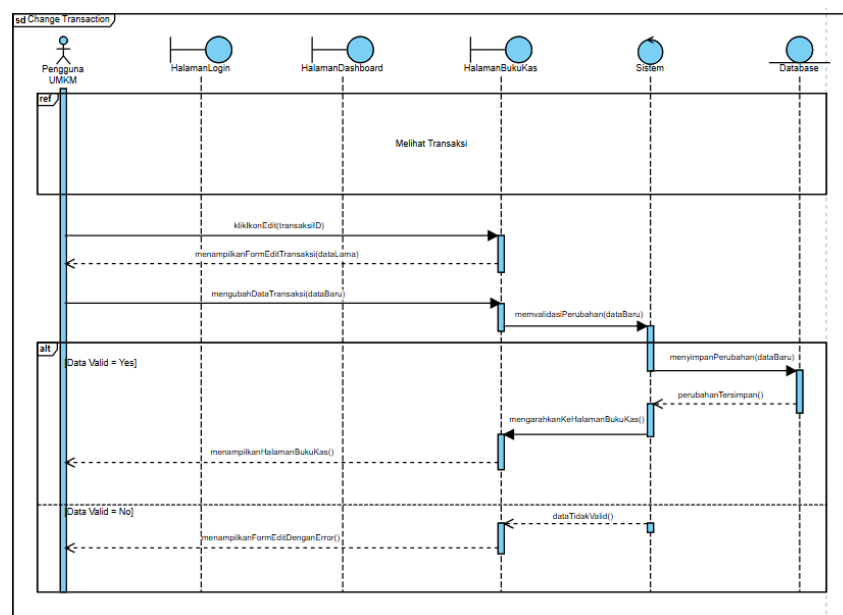 sd Change Transaction
Pengguna
UMKM
HalamanLogin
HalamanDashboard
HalamanBukuKas
Sistem
Database
ref
Melihat Transaksi
klikIkonEdit(transaksiID)
menampilkanFormEditTransaksi(dataLama)
mengubahDataTransaksi(dataBaru)
memvalidasiPerubahan(dataBaru)
alt
[Data Valid = Yes]
menyimpanPerubahan(dataBaru)
perubahanTersimpan()
mengarahkanKeHalamanBukuKas()
menampilkanHalamanBukuKas()
[Data Valid = No]
dataTidakValid()
menampilkanFormEditDenganError()